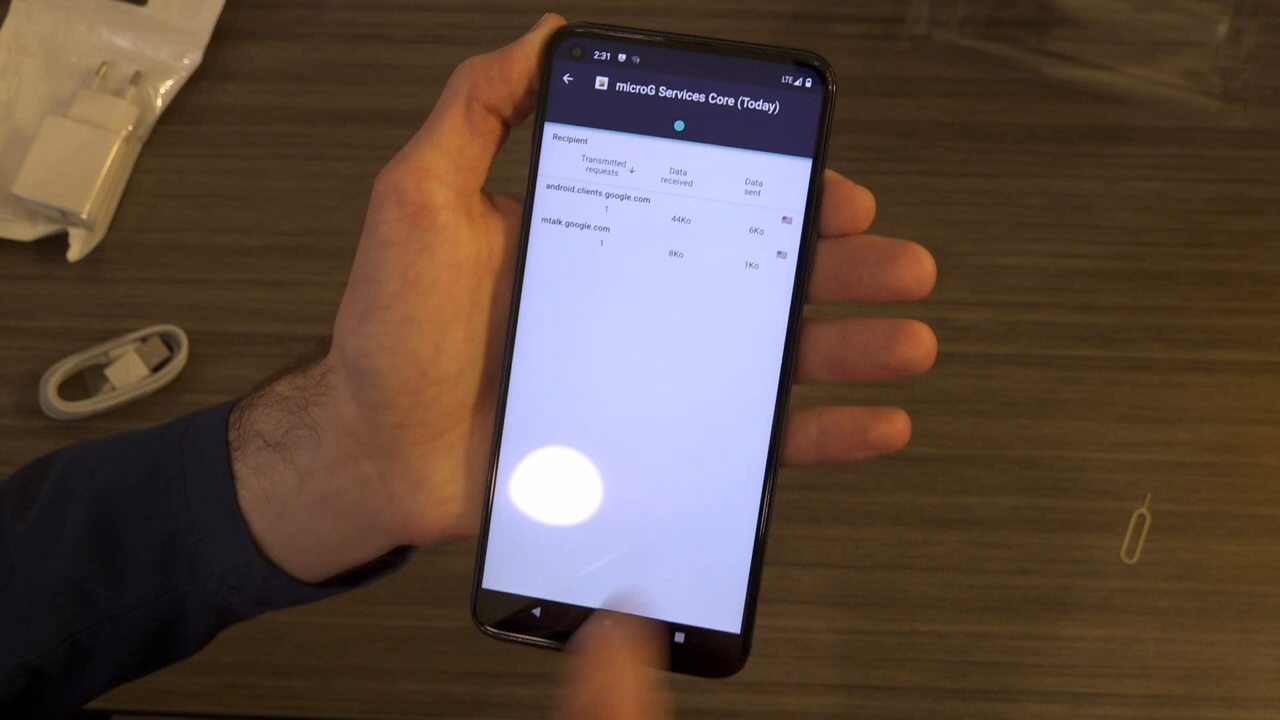 2:31
LTE
microG Services Core (Today)
Recipient
Transmitted requests
Data received
Data sent
android.clients.google.com
1
44Ko
6Ko
mtalk.google.com
1
8Ko
1Ko